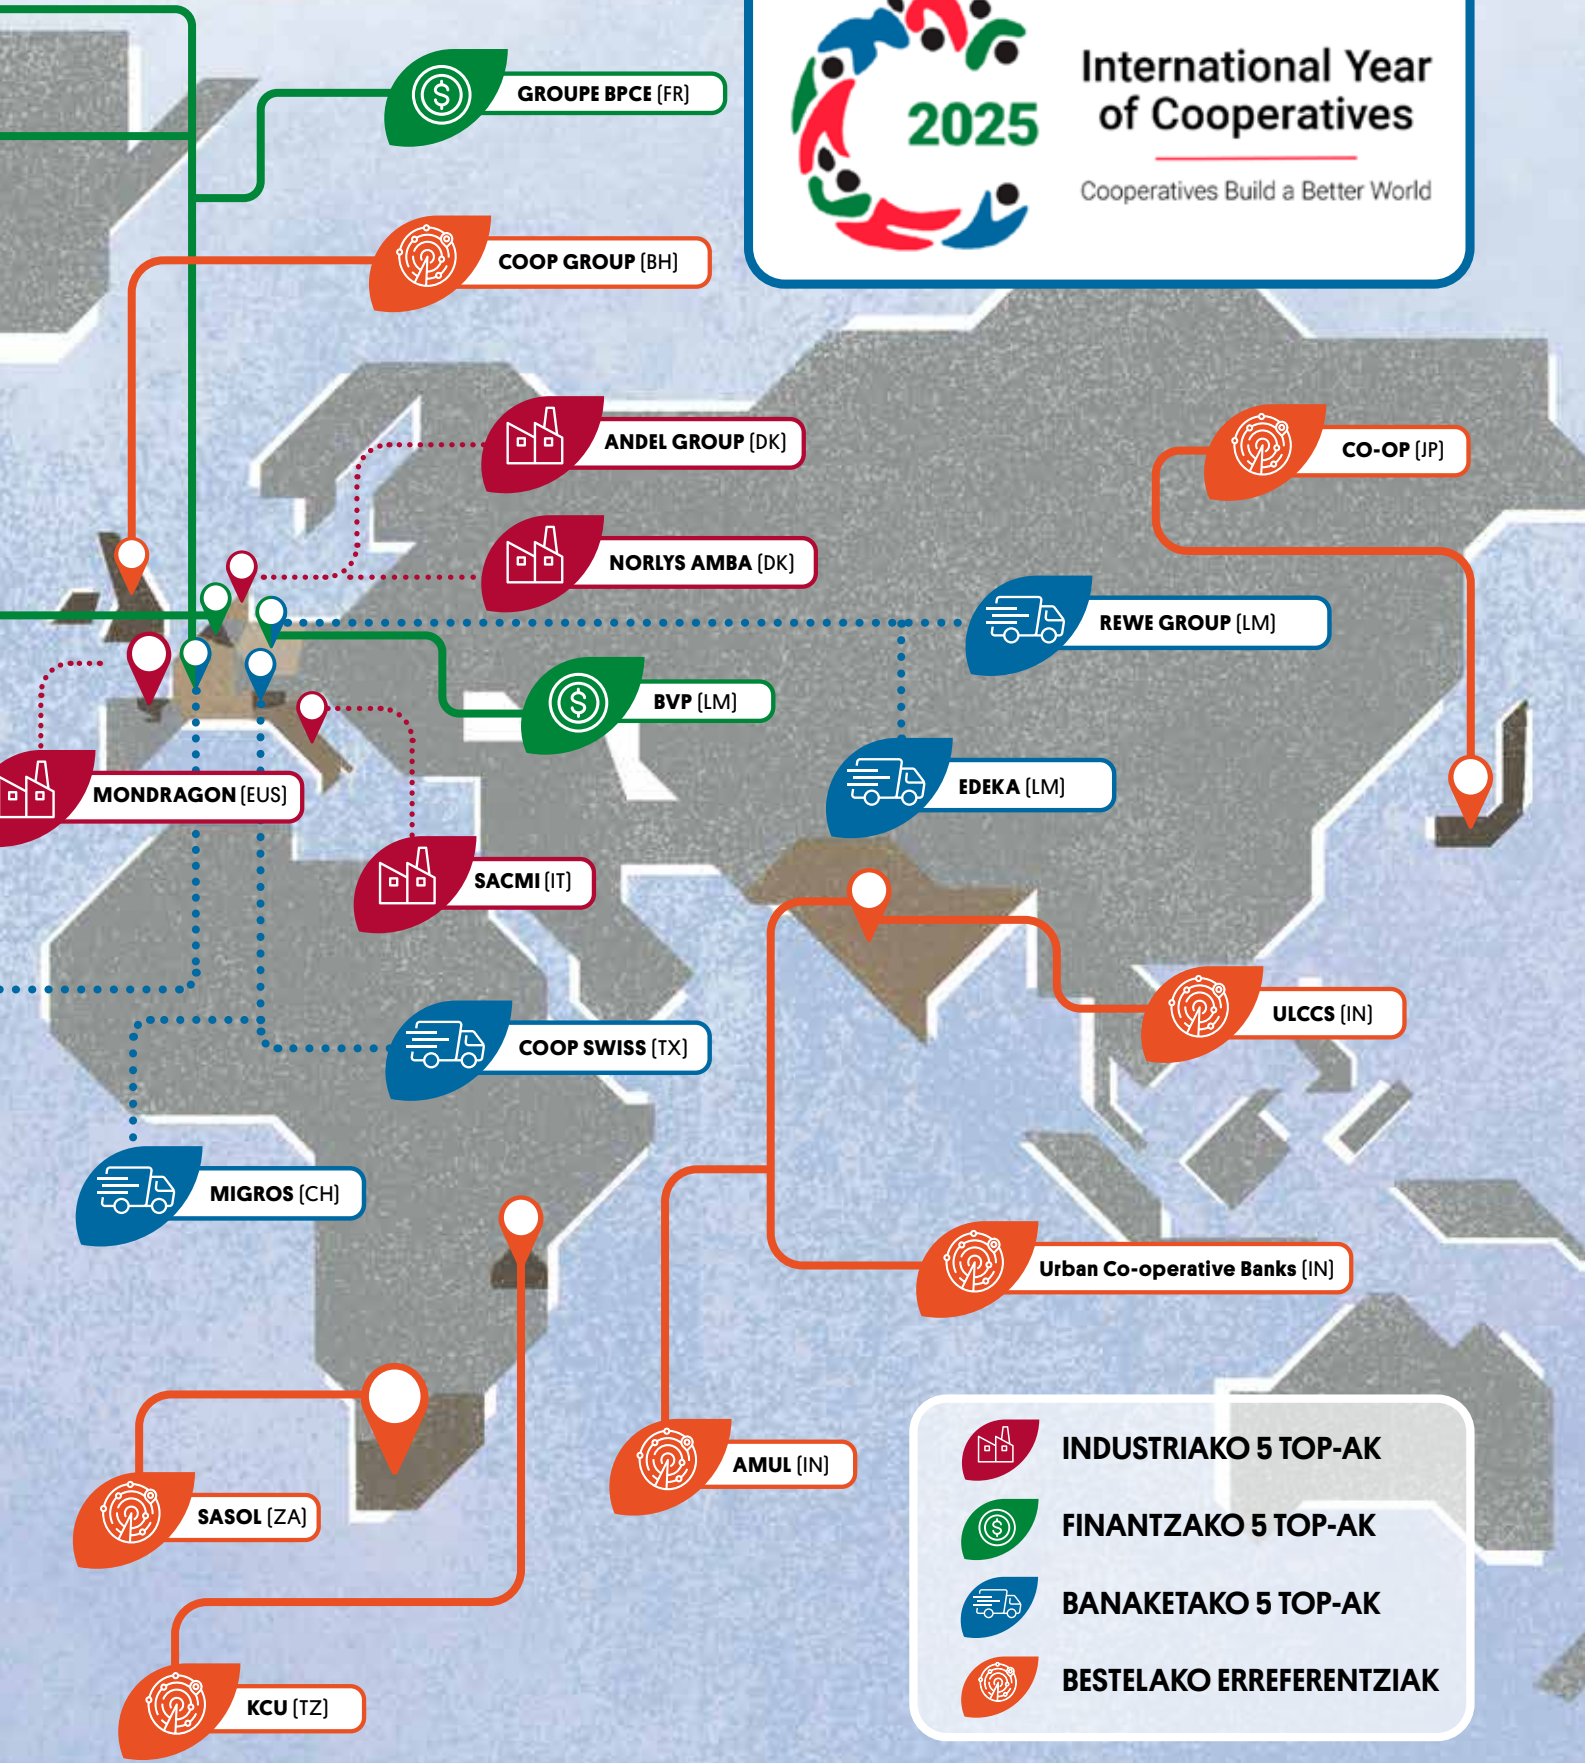 GROUPE BPCE (FR)
2025
International Year
of Cooperatives
Cooperatives Build a Better World
COOP GROUP (BH)
ANDEL GROUP (DK)
CO-OP (JP)
NORLYS AMBA (DK)
REWE GROUP (LM)
BVP (LM)
EDEKA (LM)
MONDRAGON (EUS)
SACMI (IT)
ULCCS (IN)
COOP SWISS (TX)
MIGROS (CH)
Urban Co-operative Banks (IN)
AMUL (IN)
SASOL (ZA)
KCU (TZ)
INDUSTRIAKO 5 TOP-AK
FINANTZAKO 5 TOP-AK
BANAKETAKO 5 TOP-AK
BESTELAKO ERREFERENTZIAK